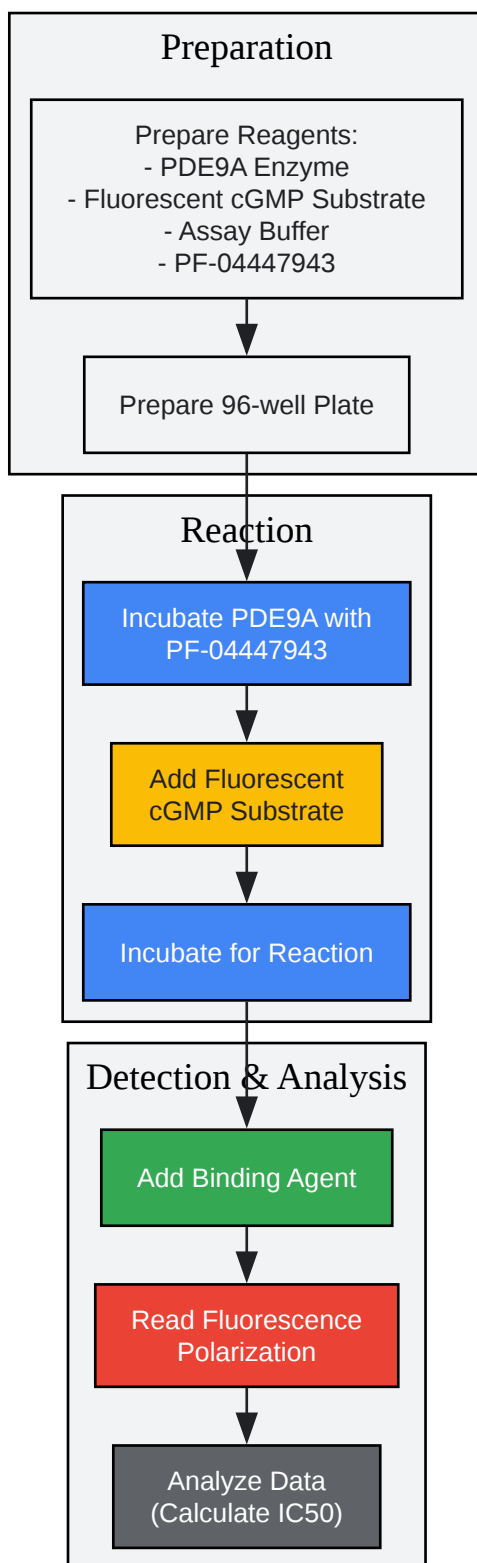 Preparation
Prepare Reagents:
- PDE9A Enzyme
- Fluorescent cGMP Substrate
- Assay Buffer
- PF-04447943
Prepare 96-well Plate
Reaction
Incubate PDE9A with
PF-04447943
Add Fluorescent
cGMP Substrate
Incubate for Reaction
Detection & Analysis
Add Binding Agent
Read Fluorescence
Polarization
Analyze Data
(Calculate IC50)